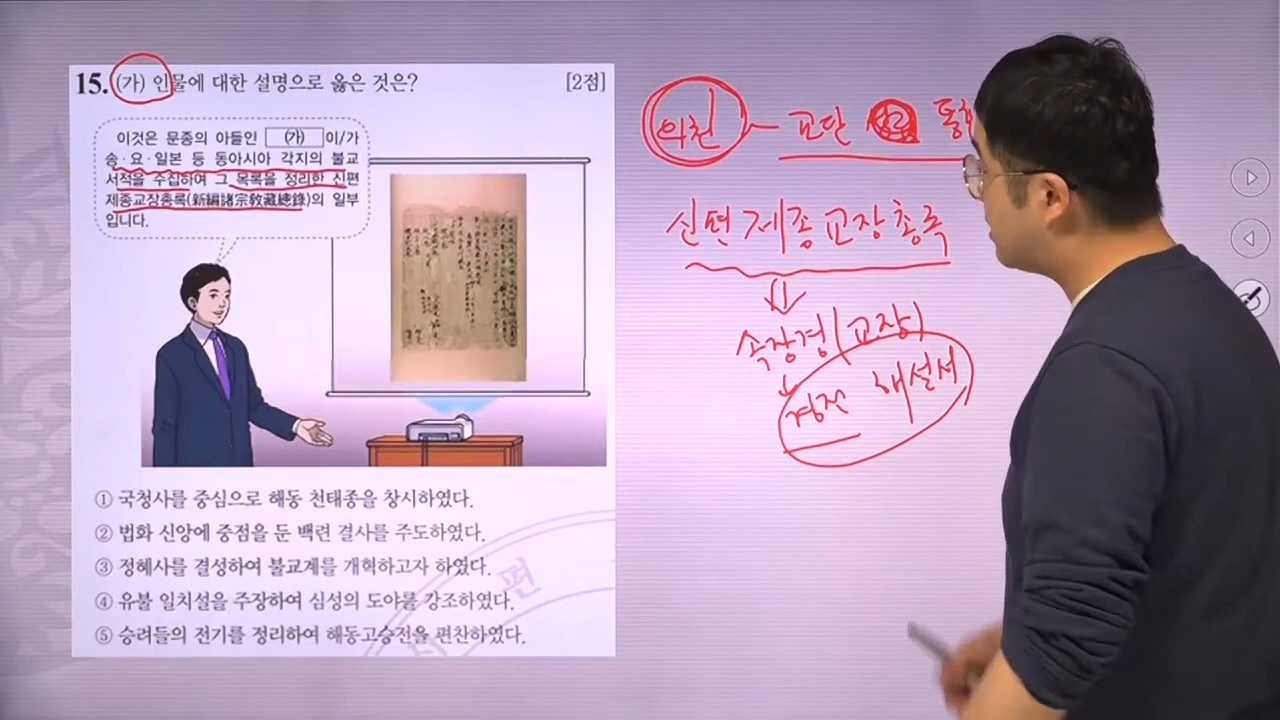 15. (가) 인물에 대한 설명으로 옳은 것은? [2점]
이것은 문종의 아들인 (가) 이/가
송·요·일본 등 동아시아 각지의 불교
서적을 수집하여 그 목록을 정리한 신편
제종교장총록(新編諸宗敎藏總錄)의 일부
입니다.
① 국청사를 중심으로 해동 천태종을 창시하였다.
② 법화 신앙에 중점을 둔 백련 결사를 주도하였다.
③ 정혜사를 결성하여 불교계를 개혁하고자 하였다.
④ 유불 일치설을 주장하여 심성의 도야를 강조하였다.
⑤ 승려들의 전기를 정리하여 해동고승전을 편찬하였다.
편
의천 - 교단
신편제종교장총록
속장경(교장)
경전 해설서